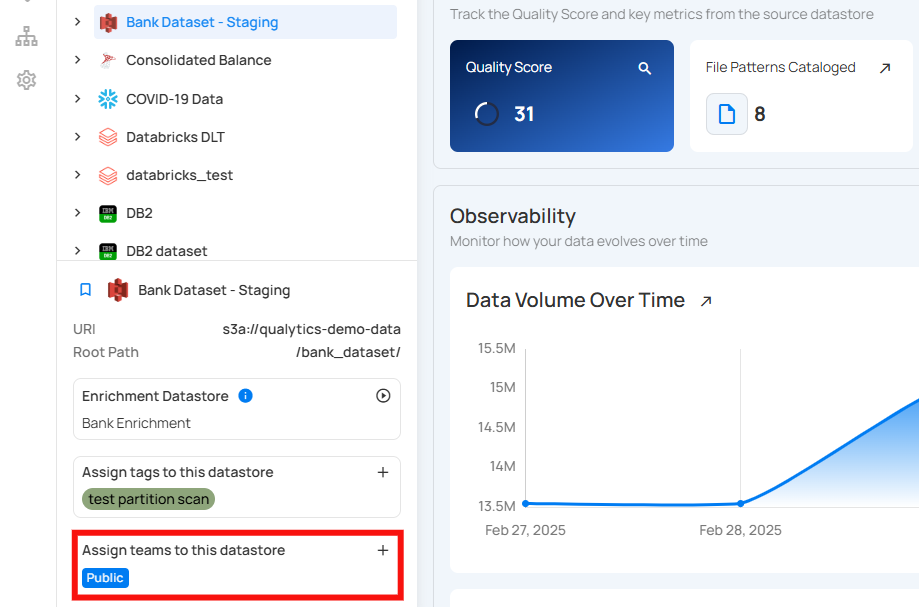 Bank Dataset - Staging
Consolidated Balance
COVID-19 Data
Databricks DLT
databricks_test
IBM DB2
DB2
IBM DB2
DB2 dataset
Bank Dataset - Staging
URI s3a://qualytics-demo-data
Root Path /bank_dataset/
Enrichment Datastore
Bank Enrichment
Assign tags to this datastore +
test partition scan
Assign teams to this datastore +
Public
Track the Quality Score and key metrics from the source datastore
Quality Score
31
File Patterns Cataloged
8
Observability
Monitor how your data evolves over time
Data Volume Over Time
15.5M
15M
14.5M
14M
13.5M
Feb 27, 2025 Feb 28, 2025